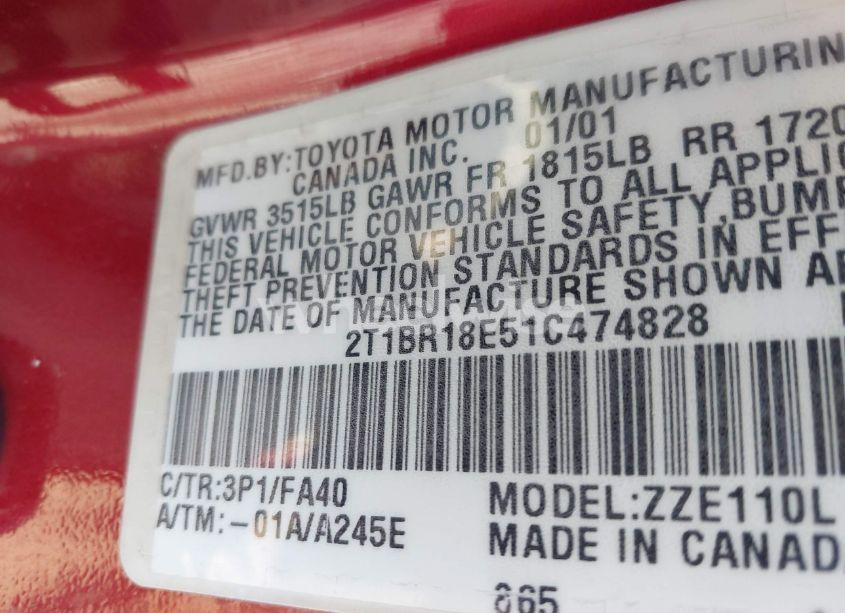 MFD.BY:TOYOTA MOTOR MANUFACTURIN
CANADA INC. 01/01
GVWR 3515LB GAWR FR 1815LB RR 1720
THIS VEHICLE CONFORMS TO ALL APPLIC
FEDERAL MOTOR VEHICLE SAFETY,BUMP
THEFT PREVENTION STANDARDS IN EFF
THE DATE OF MANUFACTURE SHOWN AB
2T1BR18E51C474828
C/TR:3P1/FA40
A/TM:-01A/A245E
MODEL:ZZE110L
MADE IN CANAD
865